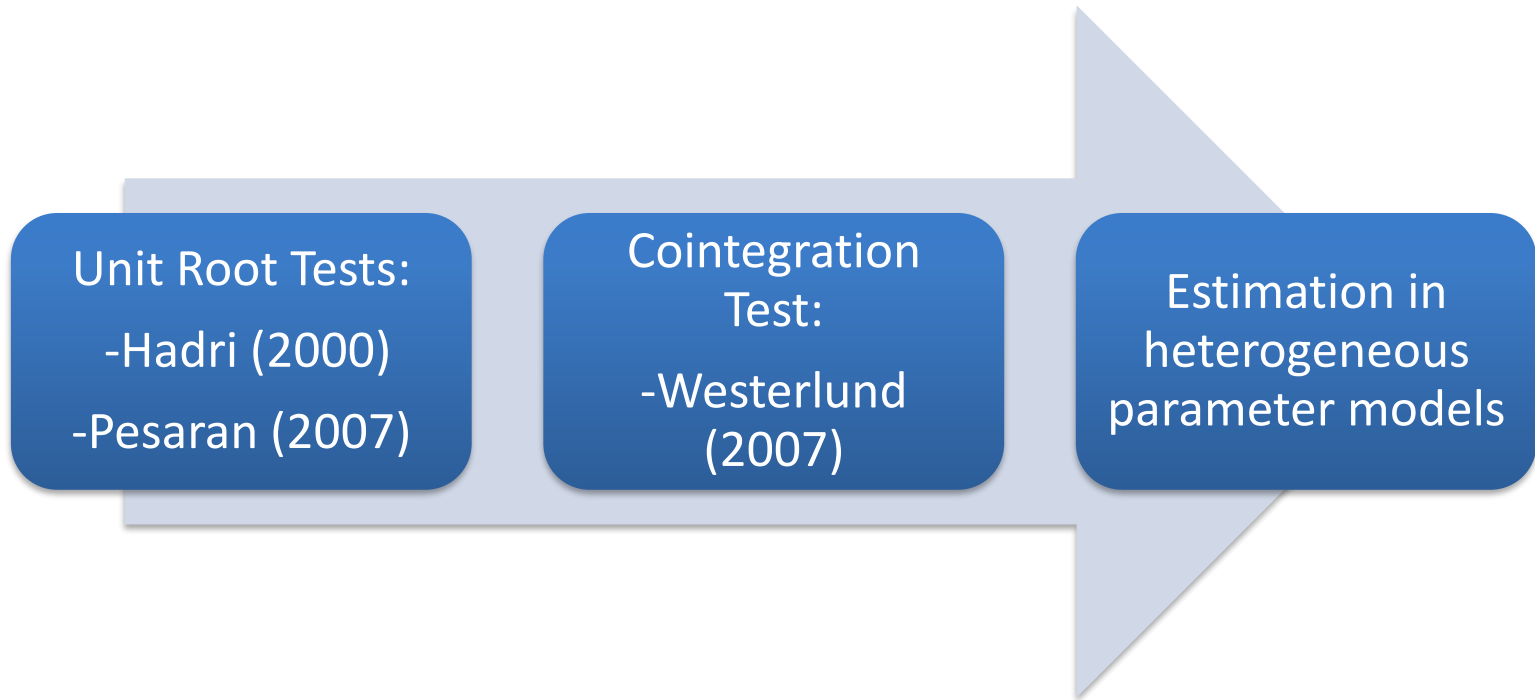 Unit Root Tests:
-Hadri (2000)
-Pesaran (2007)
Cointegration
Test:
-Westerlund
(2007)
Estimation in
heterogeneous
parameter models